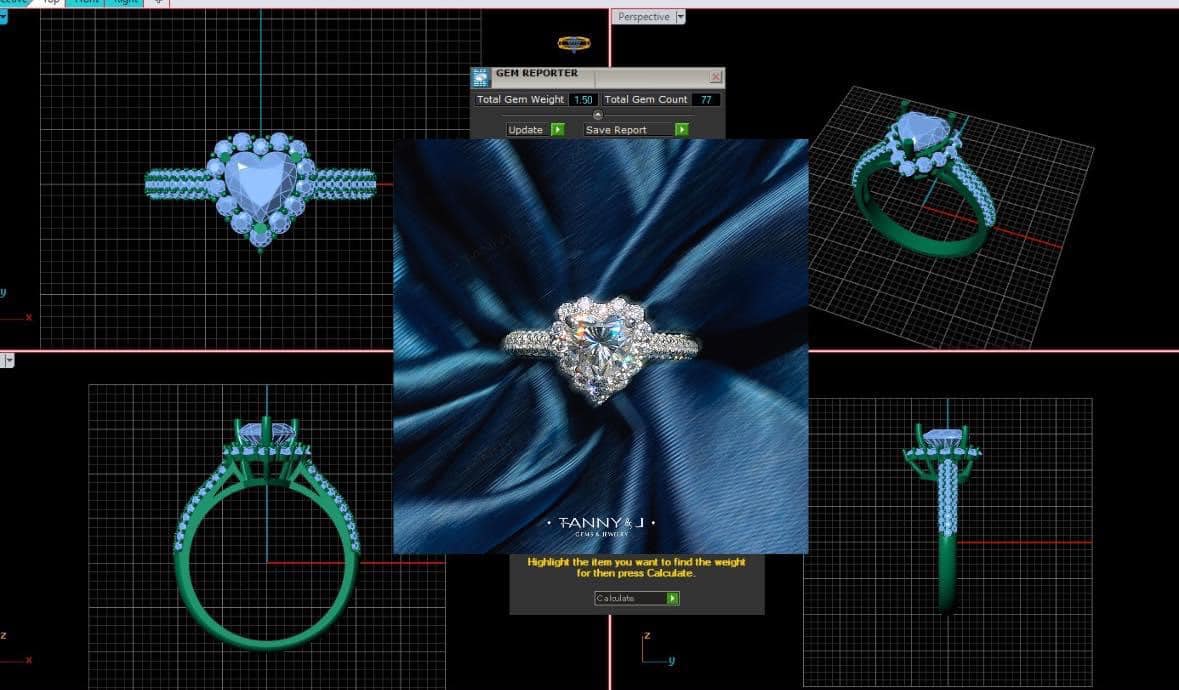 Top
Front
Right
Perspective
GEM REPORTER
Total Gem Weight 1.50 Total Gem Count 77
Update
Save Report
y
x
• TANNY & J •
GEMS & JEWELRY
Highlight the item you want to find the weight
for then press Calculate.
Calculate
z
x
z
y